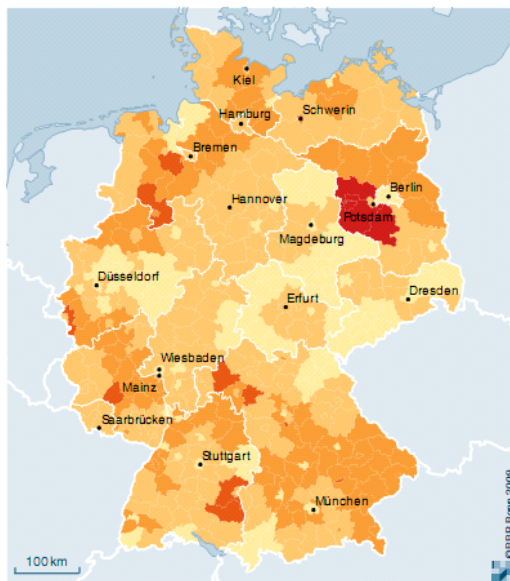 Kiel
Schwerin
Hamburg
Bremen
Berlin
Hannover
Potsdam
Magdeburg
Düsseldorf
Erfurt
Dresden
Wiesbaden
Mainz
Saarbrücken
Stuttgart
München
100 km